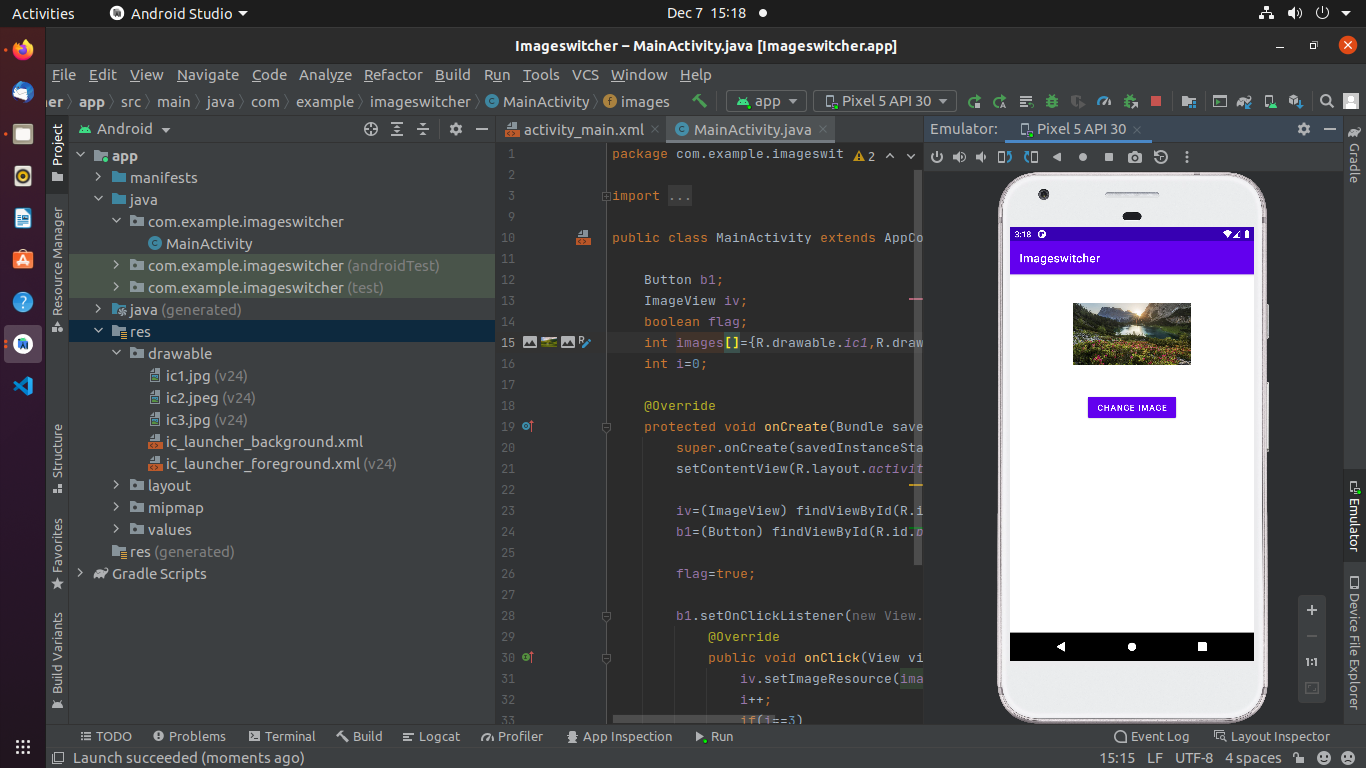 Activities Android Studio Dec 7 15:18
Imageswitcher – MainActivity.java [Imageswitcher.app]
File Edit View Navigate Code Analyze Refactor Build Run Tools VCS Window Help
her app src main java com example imageswitcher MainActivity images app Pixel 5 API 30
Android
activity_main.xml MainActivity.java
Emulator: Pixel 5 API 30
Project
Resource Manager
Structure
Favorites
Build Variants
app
manifests
java
com.example.imageswitcher
MainActivity
com.example.imageswitcher (androidTest)
com.example.imageswitcher (test)
java (generated)
res
drawable
ic1.jpg (v24)
ic2.jpeg (v24)
ic3.jpg (v24)
ic_launcher_background.xml
ic_launcher_foreground.xml (v24)
layout
mipmap
values
res (generated)
Gradle Scripts
1 package com.example.imageswit 2
2
3 import ...
9
10 public class MainActivity extends AppCo
11
12 Button b1;
13 ImageView iv;
14 boolean flag;
15 int images[]={R.drawable.ic1,R.draw
16 int i=0;
17
18 @Override
19 protected void onCreate(Bundle save
20 super.onCreate(savedInstanceSta
21 setContentView(R.layout.activit
22
23 iv=(ImageView) findViewById(R.i
24 b1=(Button) findViewById(R.id.b
25
26 flag=true;
27
28 b1.setOnClickListener(new View.
29 @Override
30 public void onClick(View vi
31 iv.setImageResource(ima
32 i++;
33 if(i==3)
3:18
Imageswitcher
CHANGE IMAGE
1:1
Gradle
Emulator
Device File Explorer
TODO Problems Terminal Build Logcat Profiler App Inspection Run Event Log Layout Inspector
Launch succeeded (moments ago) 15:15 LF UTF-8 4 spaces